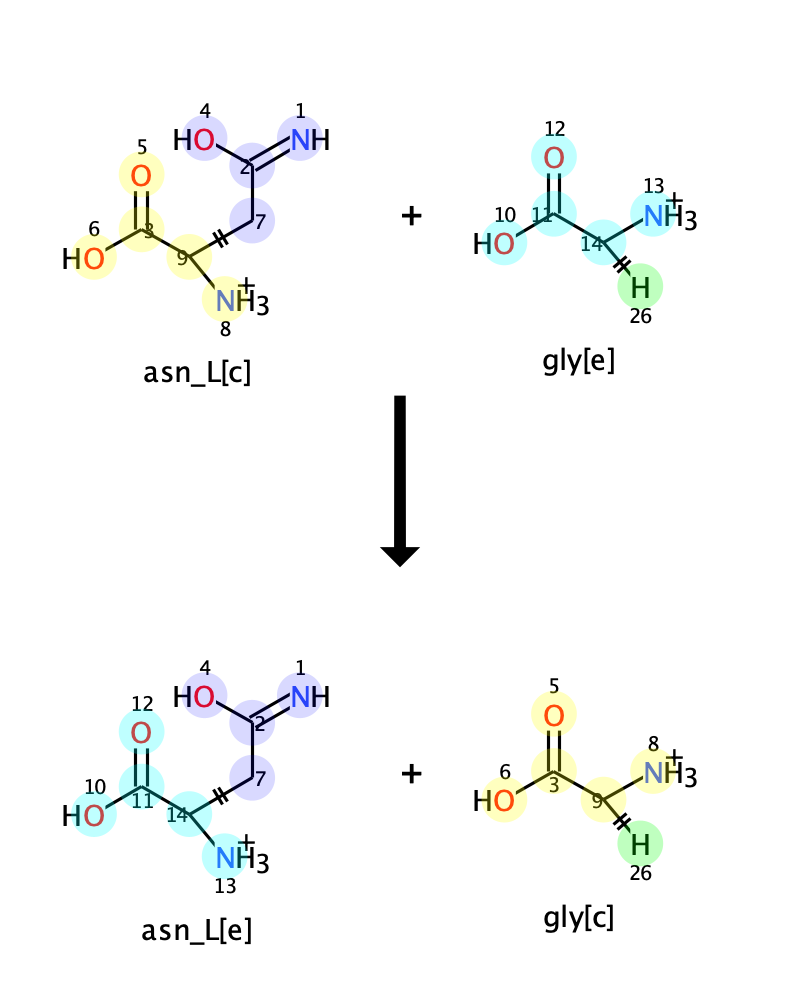 4 1
HO NH
5 2
O
7
6 3
HO 9
NH3+
8
asn_L[c]
+
12
O
13
10 11 NH3+
HO 14
H
26
gly[e]
4 1
HO NH
12 2
O
7
10 11
HO 14
NH3+
13
asn_L[e]
+
5
O
8
6 3 NH3+
HO 9
H
26
gly[c]